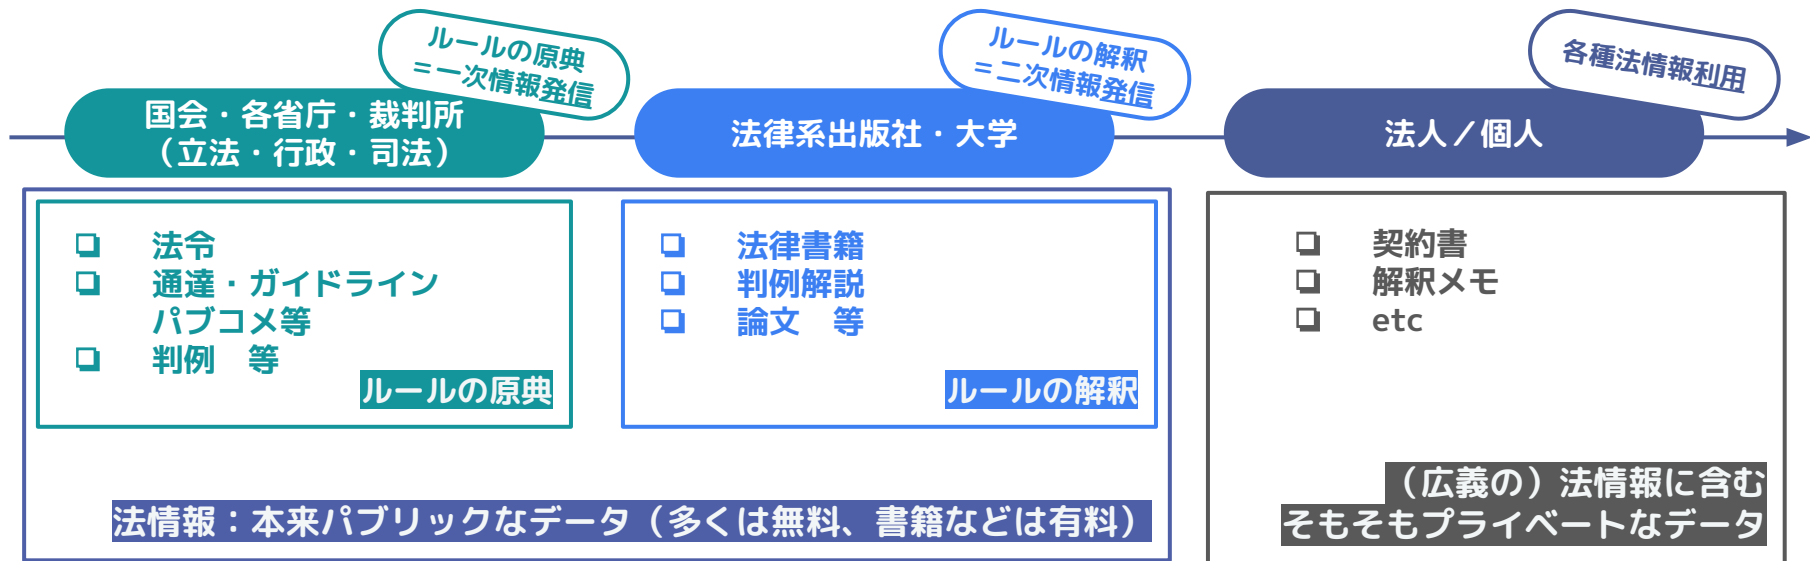 ルールの原典
=一次情報発信
国会・各省庁・裁判所
(立法・行政・司法)
ルールの解釈
=二次情報発信
法律系出版社・大学
各種法情報利用
法人／個人
❏ 法令
❏ 通達・ガイドライン
パブコメ等
❏ 判例　等
ルールの原典
❏ 法律書籍
❏ 判例解説
❏ 論文　等
ルールの解釈
法情報：本来パブリックなデータ（多くは無料、書籍などは有料）
❏ 契約書
❏ 解釈メモ
❏ etc
（広義の）法情報に含む
そもそもプライベートなデータ